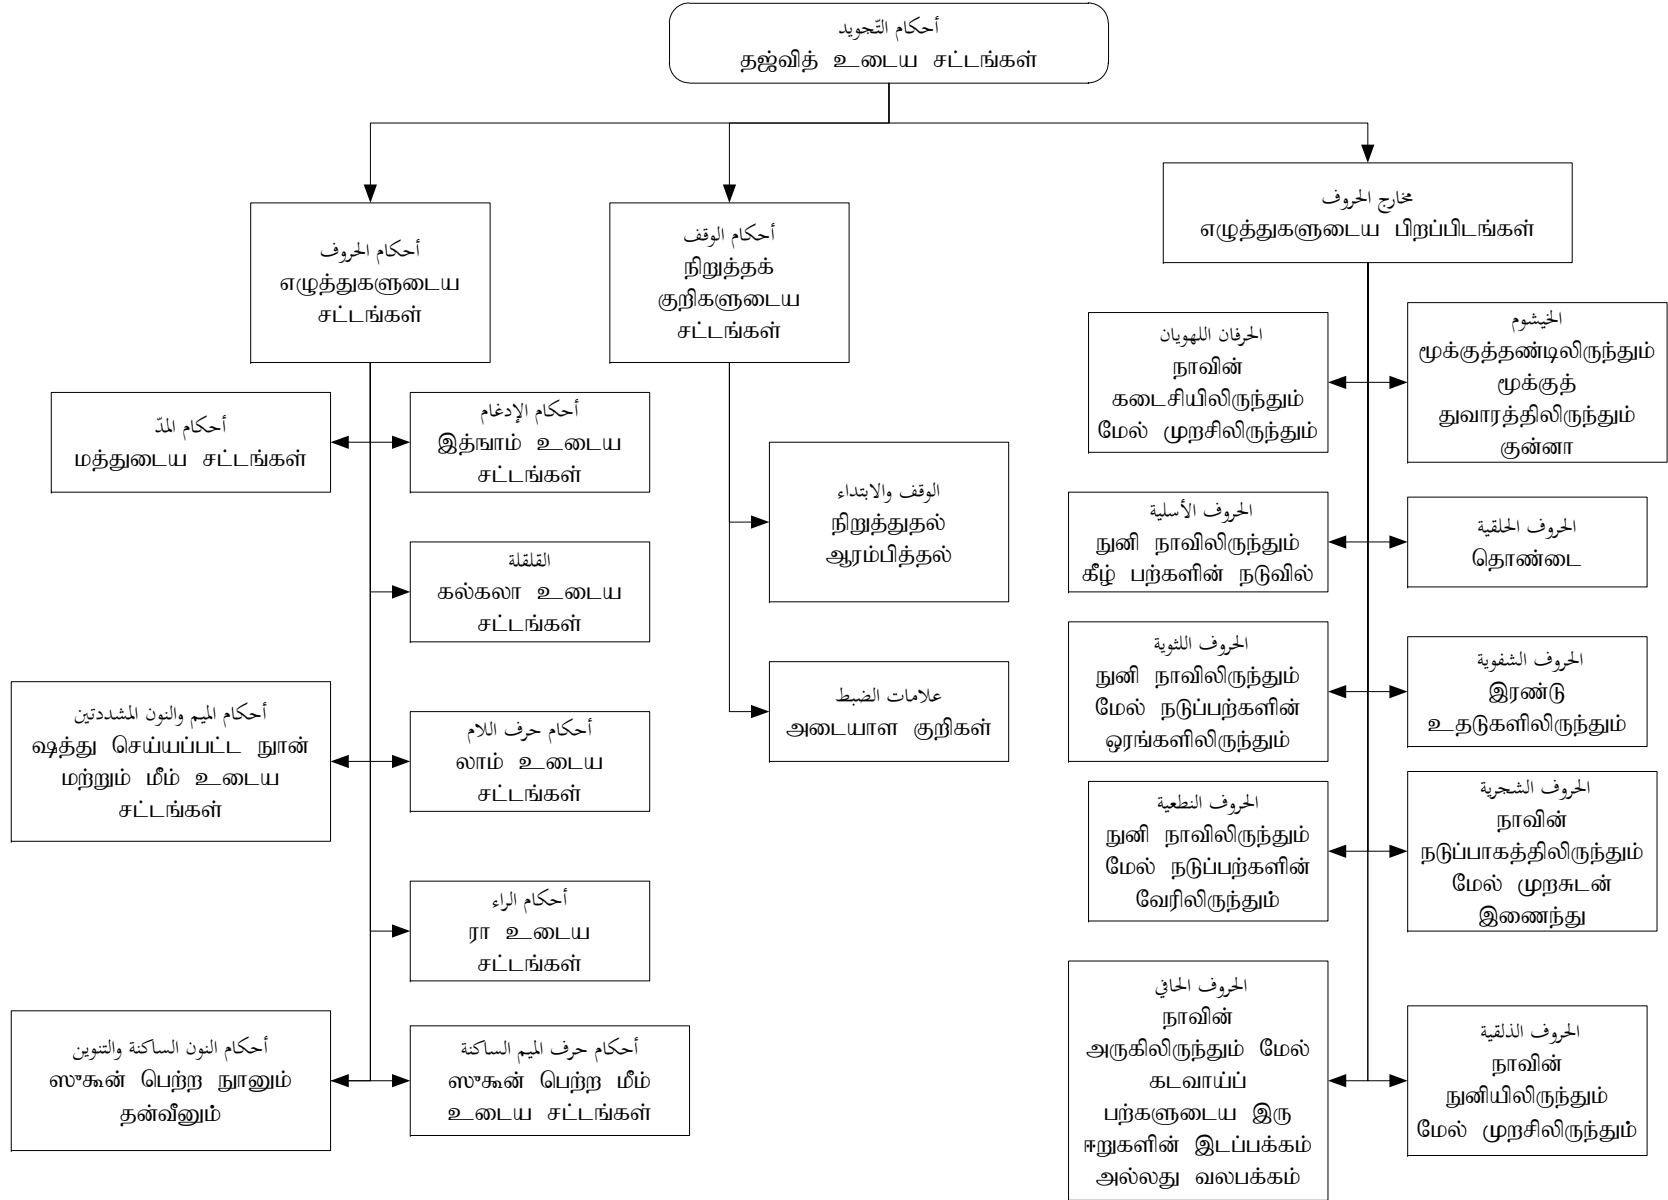 أحكام التّجويد
தஜ்வித் உடைய சட்டங்கள்
أحكام الحروف
எழுத்துகளுடைய
சட்டங்கள்
أحكام الوقف
நிறுத்தக்
குறிகளுடைய
சட்டங்கள்
مخارج الحروف
எழுத்துகளுடைய பிறப்பிடங்கள்
أحكام المدّ
மத்துடைய சட்டங்கள்
أحكام الإدغام
இத்ஙாம் உடைய
சட்டங்கள்
القلقلة
கல்கலா உடைய
சட்டங்கள்
أحكام الميم والنون المشددتين
ஷத்து செய்யப்பட்ட நூன்
மற்றும் மீம் உடைய
சட்டங்கள்
أحكام حرف اللام
லாம் உடைய
சட்டங்கள்
أحكام الراء
ரா உடைய
சட்டங்கள்
أحكام النون الساكنة والتنوين
ஸுகூன் பெற்ற நூனும்
தன்வீனும்
أحكام حرف الميم الساكنة
ஸுகூன் பெற்ற மீம்
உடைய சட்டங்கள்
الوقف والابتداء
நிறுத்துதல்
ஆரம்பித்தல்
علامات الضبط
அடையாள குறிகள்
الحرفان اللهويان
நாவின்
கடைசியிலிருந்தும்
மேல் முறசிலிருந்தும்
الخيشوم
மூக்குத்தண்டிலிருந்தும்
மூக்குத்
துவாரத்திலிருந்தும்
குன்னா
الحروف الأسلية
நுனி நாவிலிருந்தும்
கீழ் பற்களின் நடுவில்
الحروف الحلقية
தொண்டை
الحروف اللثوية
நுனி நாவிலிருந்தும்
மேல் நடுப்பற்களின்
ஒரங்களிலிருந்தும்
الحروف الشفوية
இரண்டு
உதடுகளிலிருந்தும்
الحروف النطعية
நுனி நாவிலிருந்தும்
மேல் நடுப்பற்களின்
வேரிலிருந்தும்
الحروف الشجرية
நாவின்
நடுப்பாகத்திலிருந்தும்
மேல் முறசுடன்
இணைந்து
الحروف الحافي
நாவின்
அருகிலிருந்தும் மேல்
கடவாய்ப்
பற்களுடைய இரு
ஈறுகளின் இடப்பக்கம்
அல்லது வலபக்கம்
الحروف الذلقية
நாவின்
நுனியிலிருந்தும்
மேல் முறசிலிருந்தும்